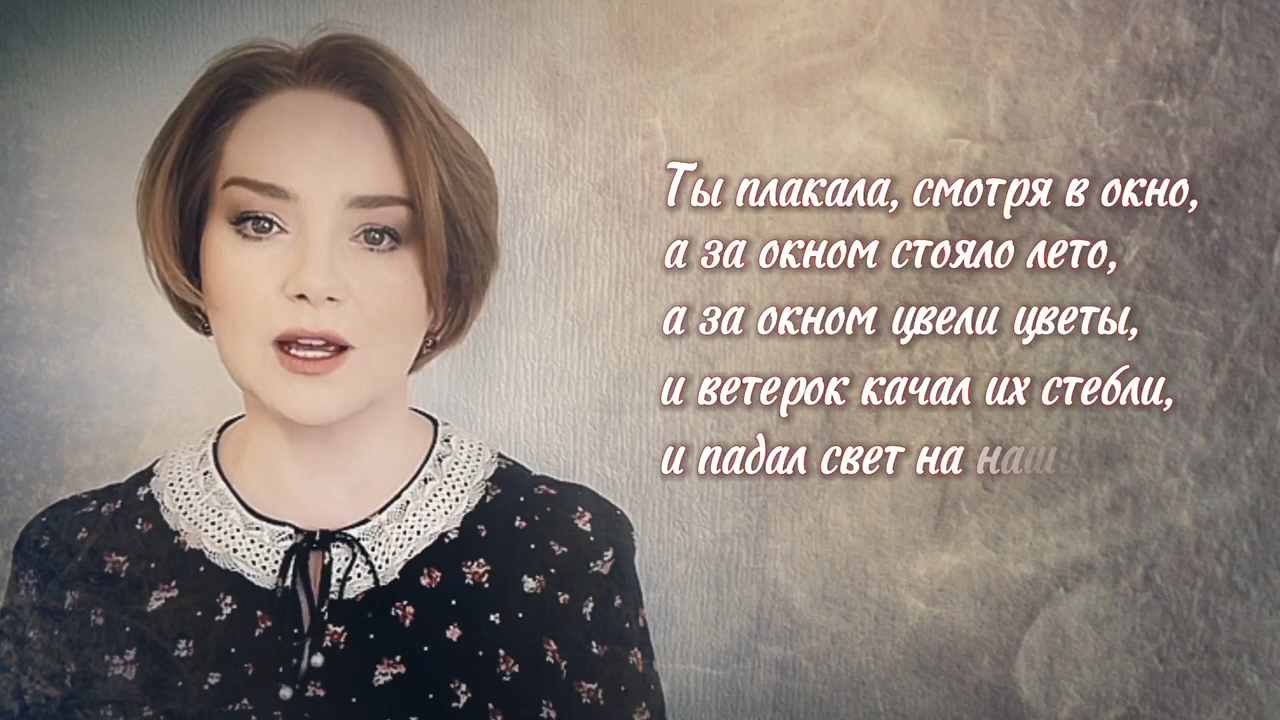 Ты плакала, смотря в окно,
а за окном стояло лето,
а за окном цвели цветы,
и ветерок качал их стебли,
и падал свет на наш